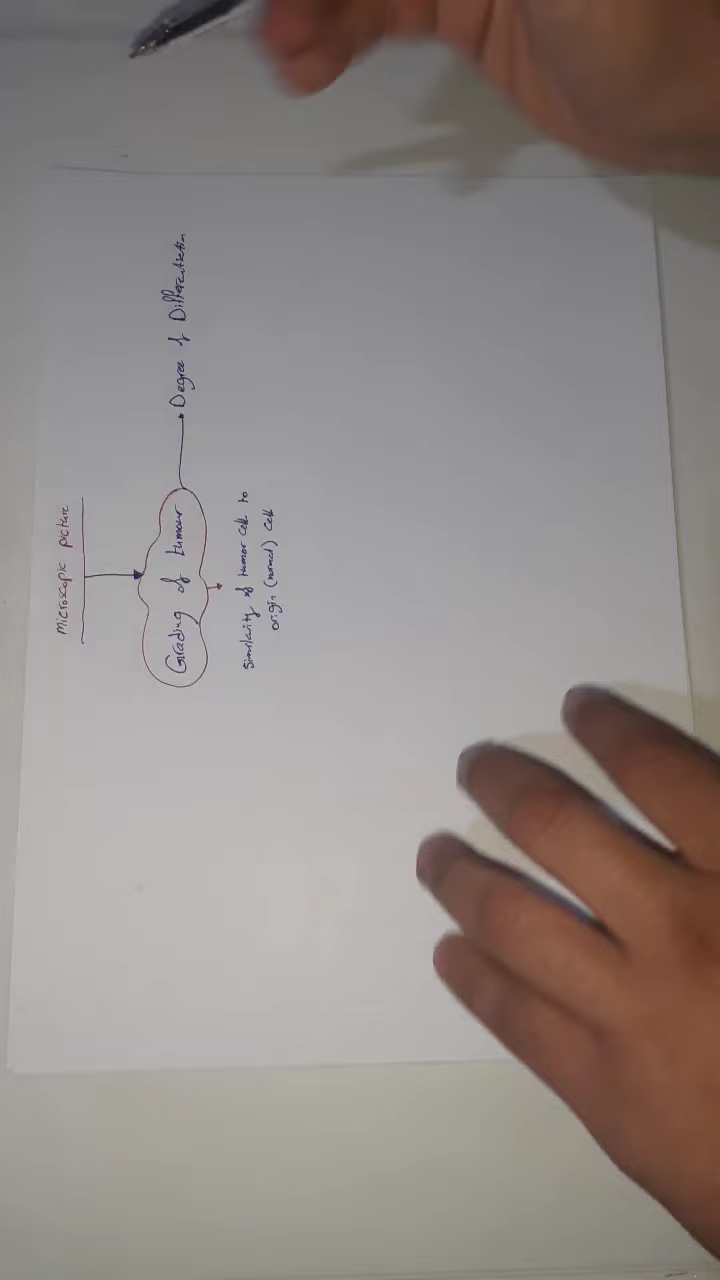 Microscopic picture
Grading of tumour
Degree of Differentiation
Similarity of tumor cell to
origin (normal) cell